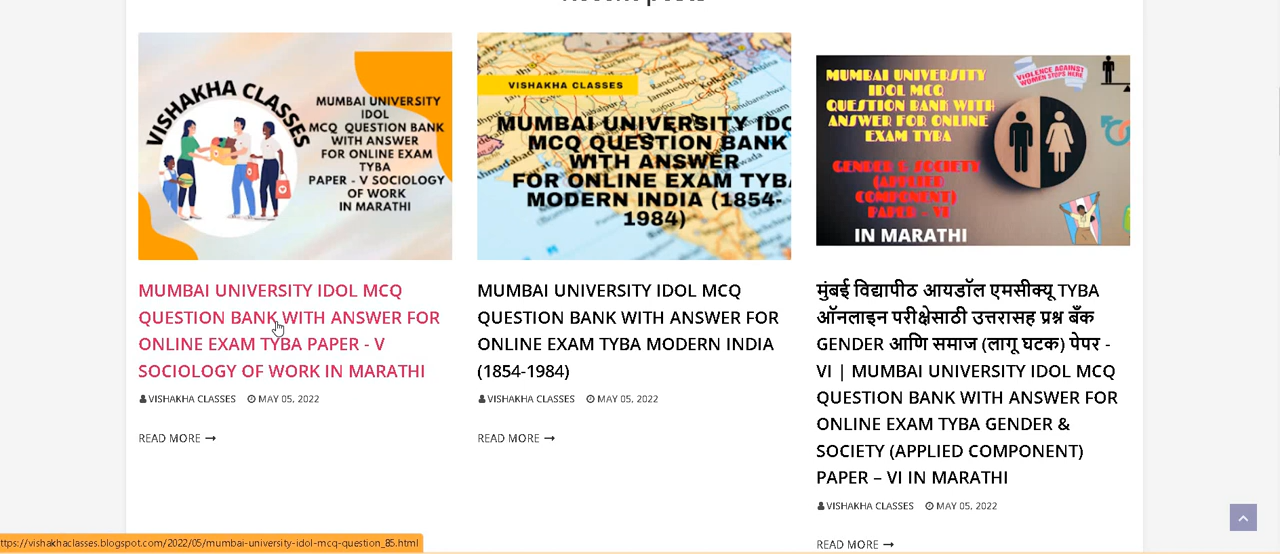 VISHAKHA CLASSES
MUMBAI UNIVERSITY
IDOL
MCQ QUESTION BANK
WITH ANSWER
FOR ONLINE EXAM
TYBA
PAPER - V SOCIOLOGY
OF WORK
IN MARATHI
MUMBAI UNIVERSITY IDOL MCQ
QUESTION BANK WITH ANSWER FOR
ONLINE EXAM TYBA PAPER - V
SOCIOLOGY OF WORK IN MARATHI
VISHAKHA CLASSES MAY 05, 2022
READ MORE →
VISHAKHA CLASSES
MUMBAI UNIVERSITY IDO
MCQ QUESTION BANK
WITH ANSWER
FOR ONLINE EXAM TYBA
MODERN INDIA (1854-
1984)
MUMBAI UNIVERSITY IDOL MCQ
QUESTION BANK WITH ANSWER FOR
ONLINE EXAM TYBA MODERN INDIA
(1854-1984)
VISHAKHA CLASSES MAY 05, 2022
READ MORE →
MUMBAI UNIVERSITY
IDOL MCQ
QUESTION BANK WITH
ANSWER FOR ONLINE
EXAM TYBA
GENDER & SOCIETY
(APPLIED
COMPONENT)
PAPER - VI
IN MARATHI
VIOLENCE AGAINST
WOMEN STOPS HERE
मुंबई विद्यापीठ आयडॉल एमसीक्यू TYBA
ऑनलाइन परीक्षेसाठी उत्तरासह प्रश्न बँक
GENDER आणि समाज (लागू घटक) पेपर -
VI | MUMBAI UNIVERSITY IDOL MCQ
QUESTION BANK WITH ANSWER FOR
ONLINE EXAM TYBA GENDER &
SOCIETY (APPLIED COMPONENT)
PAPER – VI IN MARATHI
VISHAKHA CLASSES MAY 05, 2022
READ MORE →
ttps://vishakhaclasses.blogspot.com/2022/05/mumbai-university-idol-mcq-question_85.html